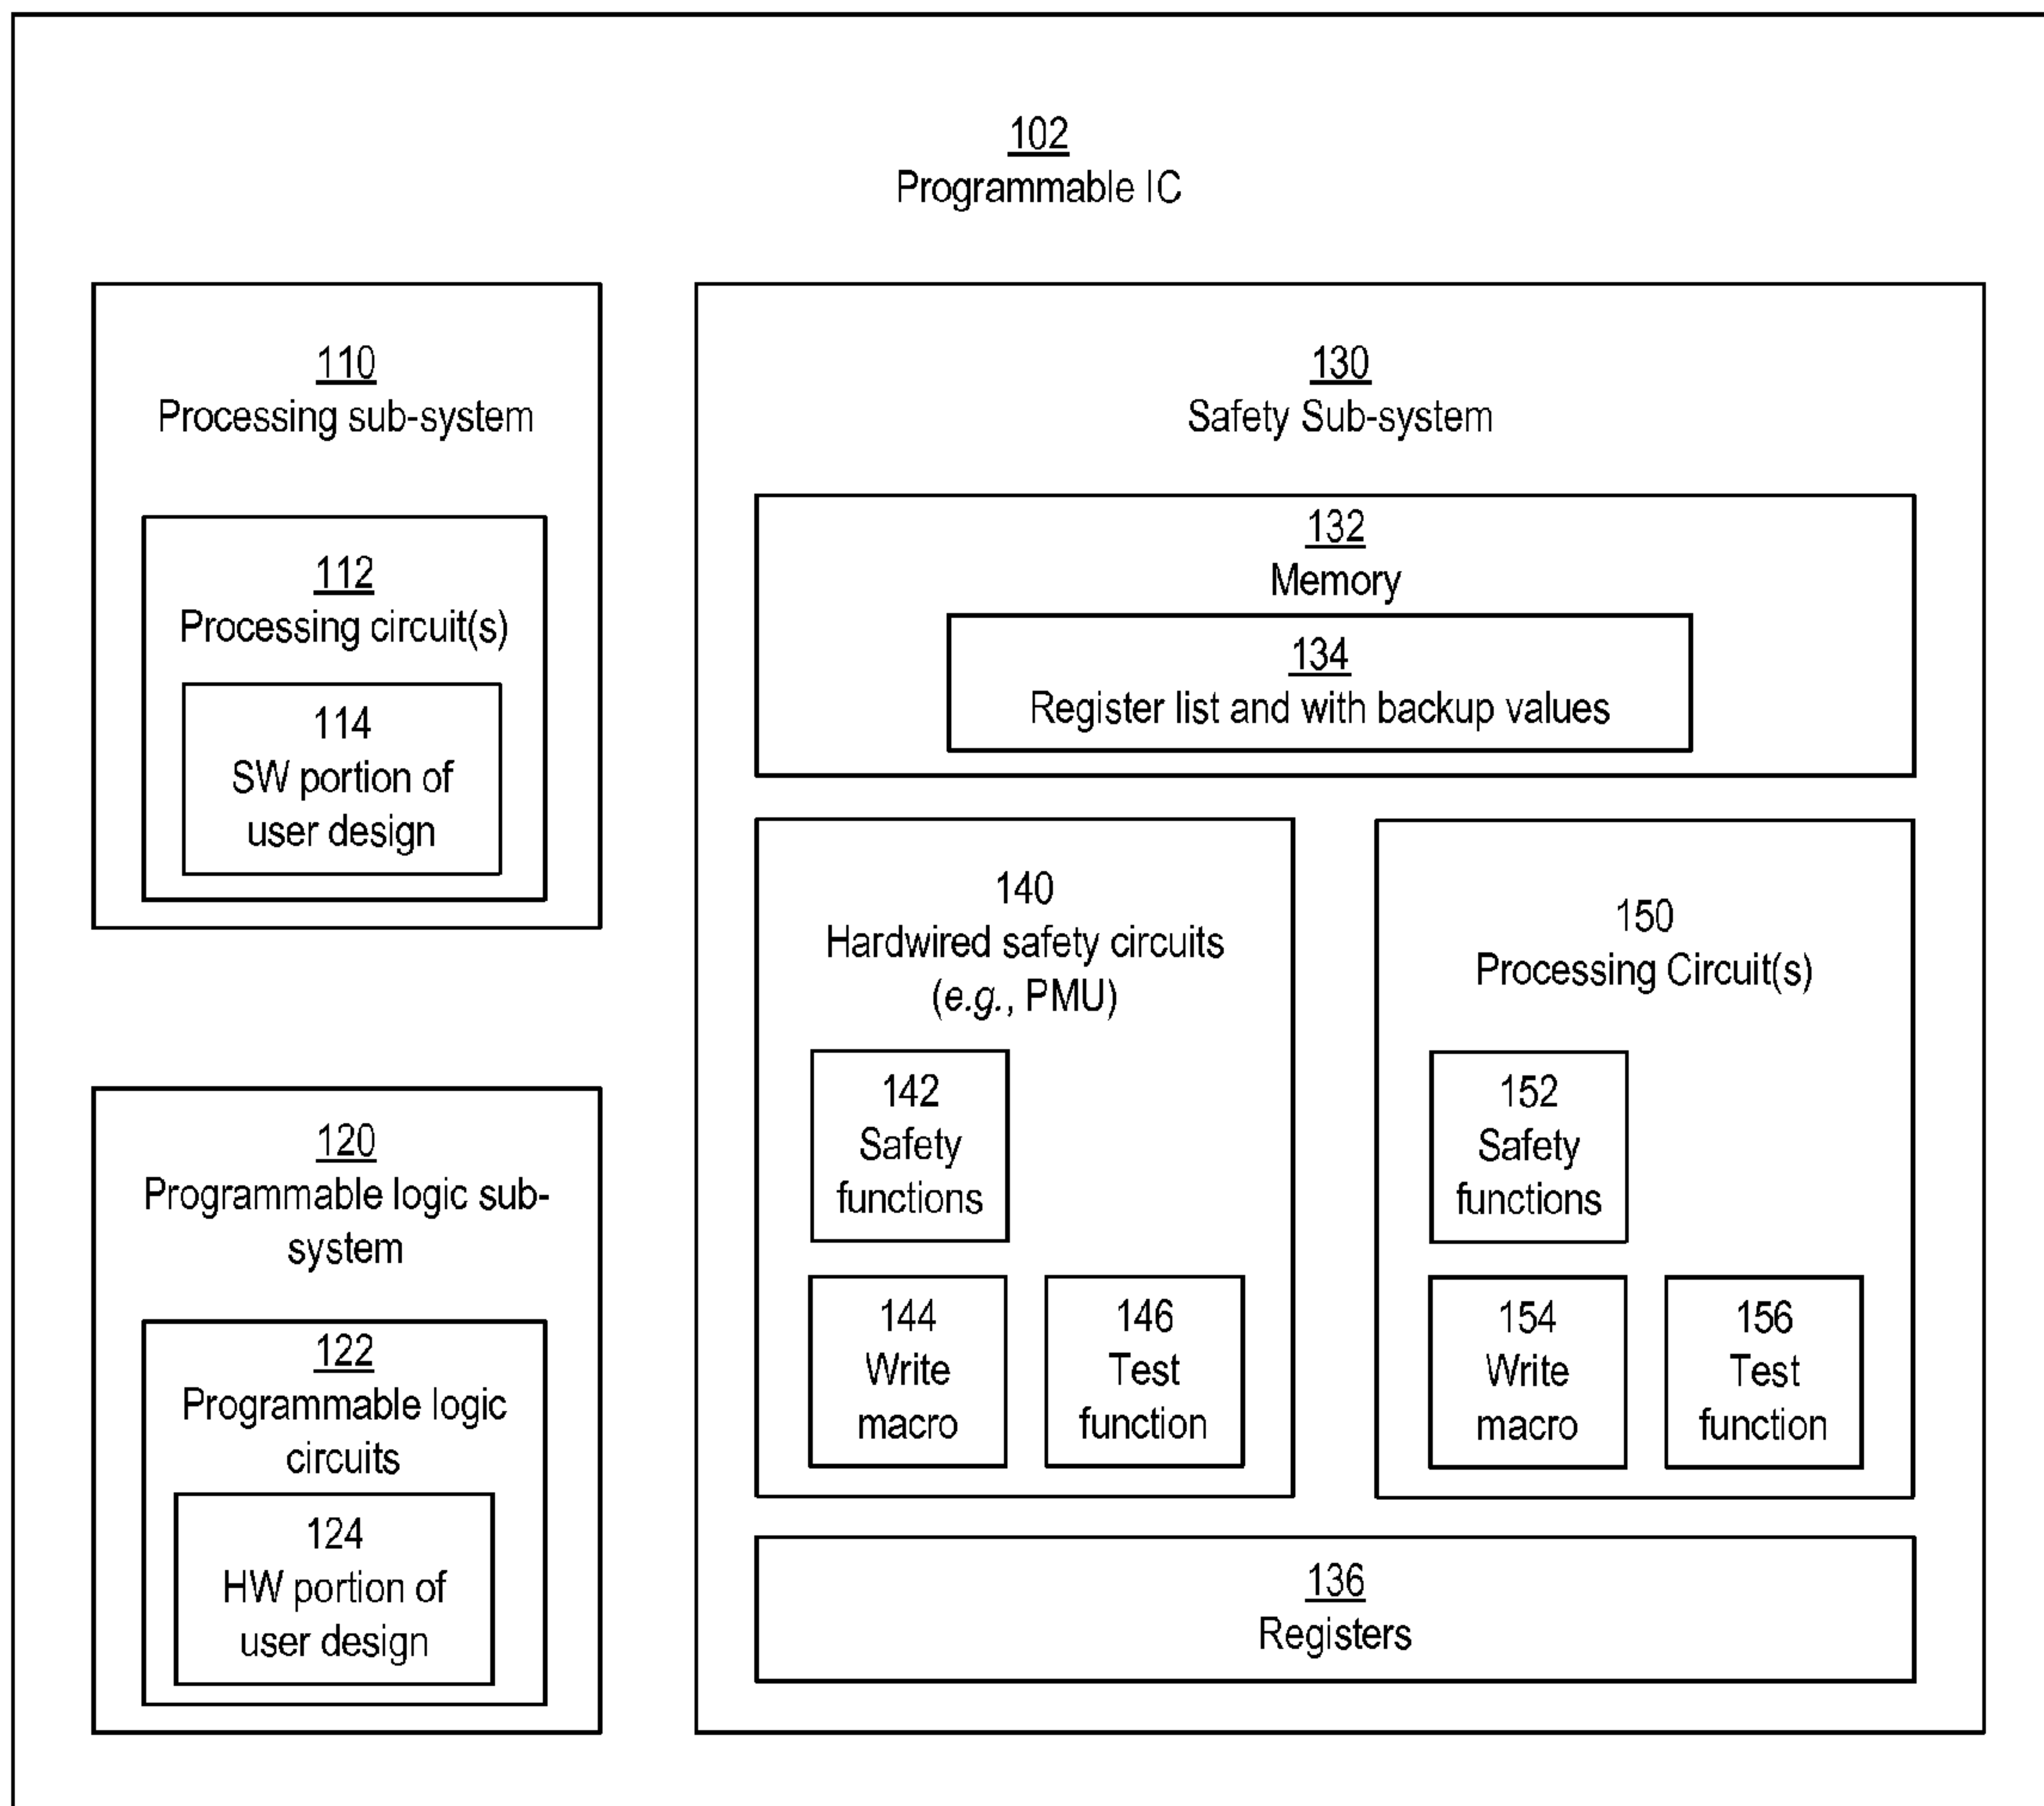 102
Programmable IC
110
Processing sub-system
112
Processing circuit(s)
114
SW portion of
user design
120
Programmable logic sub-
system
122
Programmable logic
circuits
124
HW portion of
user design
130
Safety Sub-system
132
Memory
134
Register list and with backup values
140
Hardwired safety circuits
(e.g., PMU)
142
Safety
functions
144
Write
macro
146
Test
function
150
Processing Circuit(s)
152
Safety
functions
154
Write
macro
156
Test
function
136
Registers